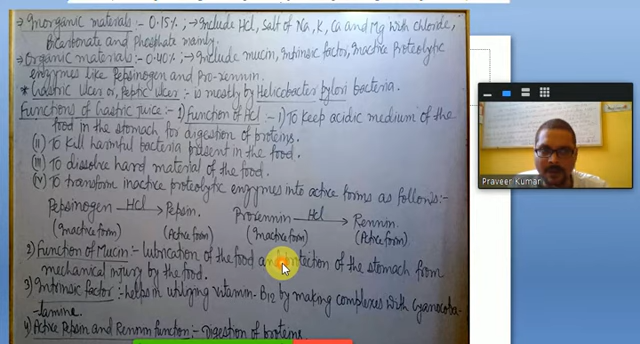 → Inorganic materials:- 0.15% ; → Include Hcl, Salt of Na, K, Ca and Mg with chloride,
Bicarbonate and Phosphate mainly.
→ Organic materials:- 0.40% ; → Include mucin, Intrinsic factor, Inactive Proteolytic
enzymes like Pepsinogen and Pro-rennin.
* Gastric Ulcer or, Peptic ulcer :- is mostly by Helicobacter pylori bacteria.
Functions of Gastric Juice:- 1) Function of Hcl:- i) To keep acidic medium of the
food in the stomach for digestion of proteins.
(ii) To kill harmful bacteria present in the food.
(iii) To dissolve hard material of the food.
(iv) To transform inactive proteolytic enzymes into active forms as follows:-
Pepsinogen Hcl → Pepsin. Prorennin Hcl → Rennin.
(Inactive form) (Active form) (Inactive form) (Active form)
2) Function of Mucin:- lubrication of the food and protection of the stomach from
mechanical injury by the food.
3) Intrinsic factor:- helps in utilizing vitamin-B12 by making complexes with Cyanocoba-
-lamine.
4) Active Pepsin and Rennin function:- Digestion of proteins
Praveer Kumar